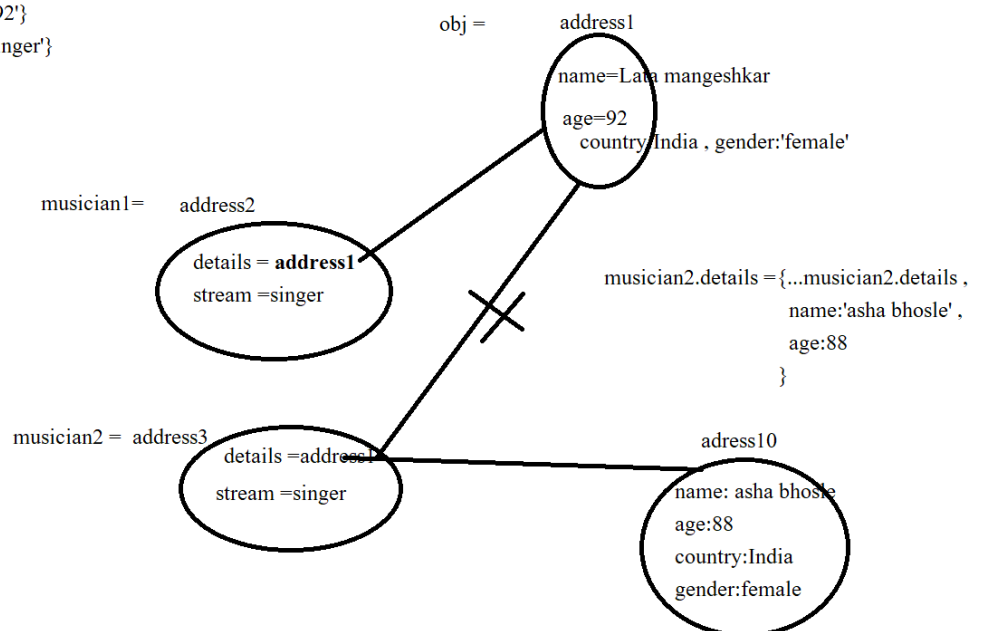 92'}
nger'}
obj =
address1
name=Lata mangeshkar
age=92
country:India , gender:'female'
musician1=
address2
details = address1
stream =singer
musician2.details ={...musician2.details ,
name:'asha bhosle' ,
age:88
}
musician2 =  address3
details =address1
stream =singer
adress10
name: asha bhosle
age:88
country:India
gender:female